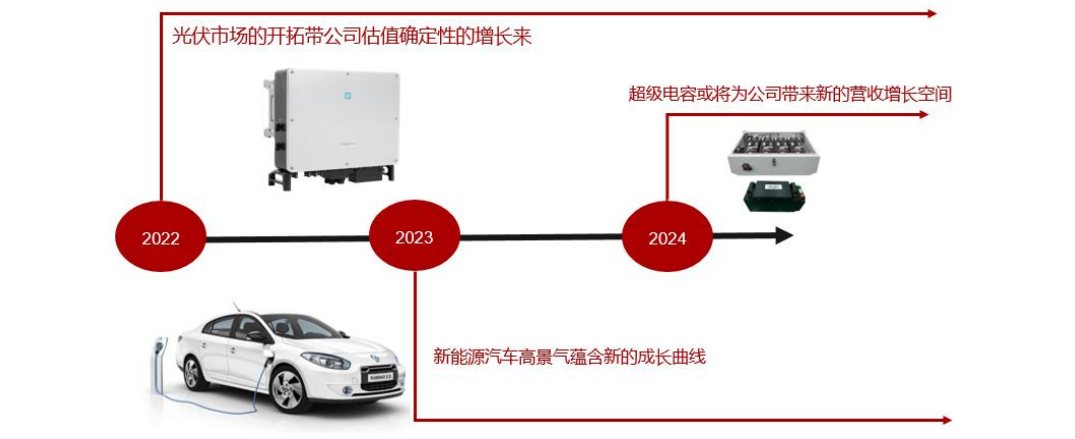 光伏市场的开拓带公司估值确定性的增长来
超级电容或将为公司带来新的营收增长空间
2022
2023
2024
新能源汽车高景气蕴含新的成长曲线